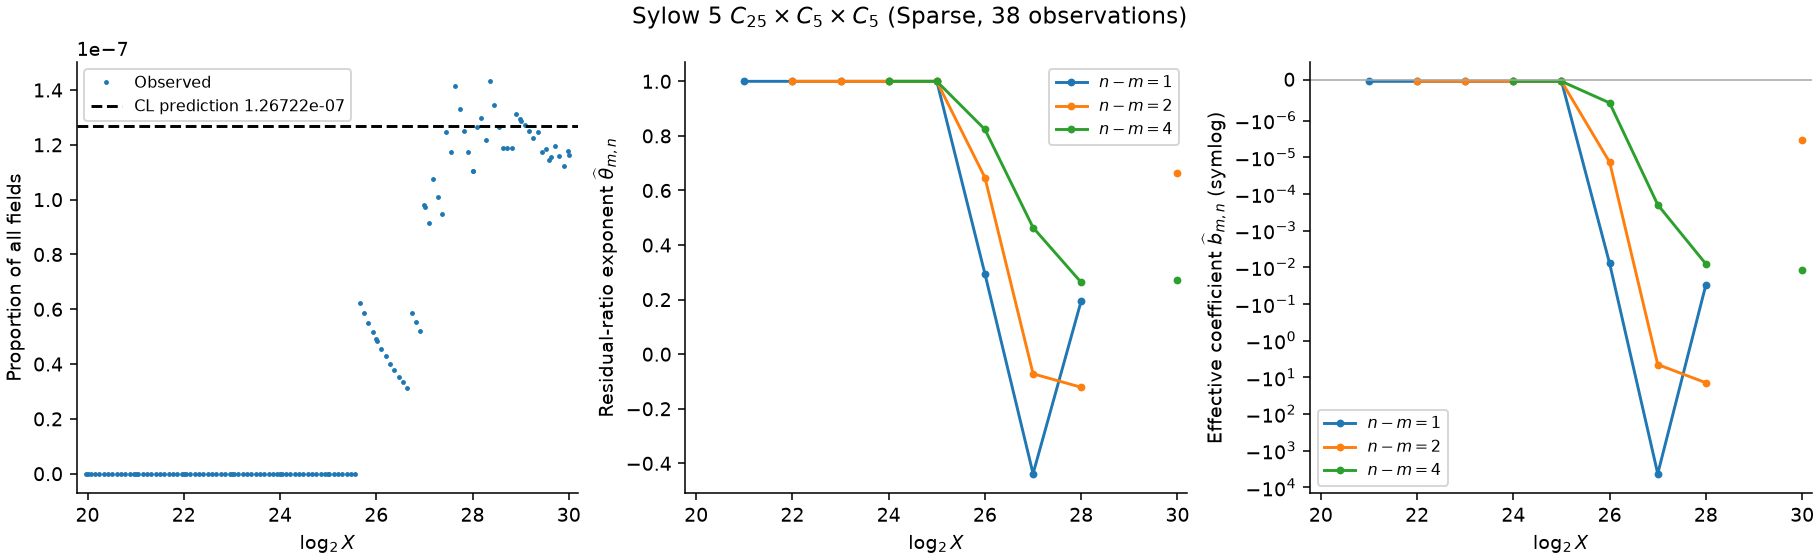 Sylow 5 C₂₅ × C₅ × C₅ (Sparse, 38 observations)
1e−7
Observed
CL prediction 1.26722e-07
Proportion of all fields
1.4
1.2
1.0
0.8
0.6
0.4
0.2
0.0
20 22 24 26 28 30
log₂ X
Residual-ratio exponent θ̂ₘ,ₙ
1.0
0.8
0.6
0.4
0.2
0.0
−0.2
−0.4
n − m = 1
n − m = 2
n − m = 4
20 22 24 26 28 30
log₂ X
Effective coefficient b̂ₘ,ₙ (symlog)
0
−10⁻⁶
−10⁻⁵
−10⁻⁴
−10⁻³
−10⁻²
−10⁻¹
−10⁰
−10¹
−10²
−10³
−10⁴
n − m = 1
n − m = 2
n − m = 4
20 22 24 26 28 30
log₂ X